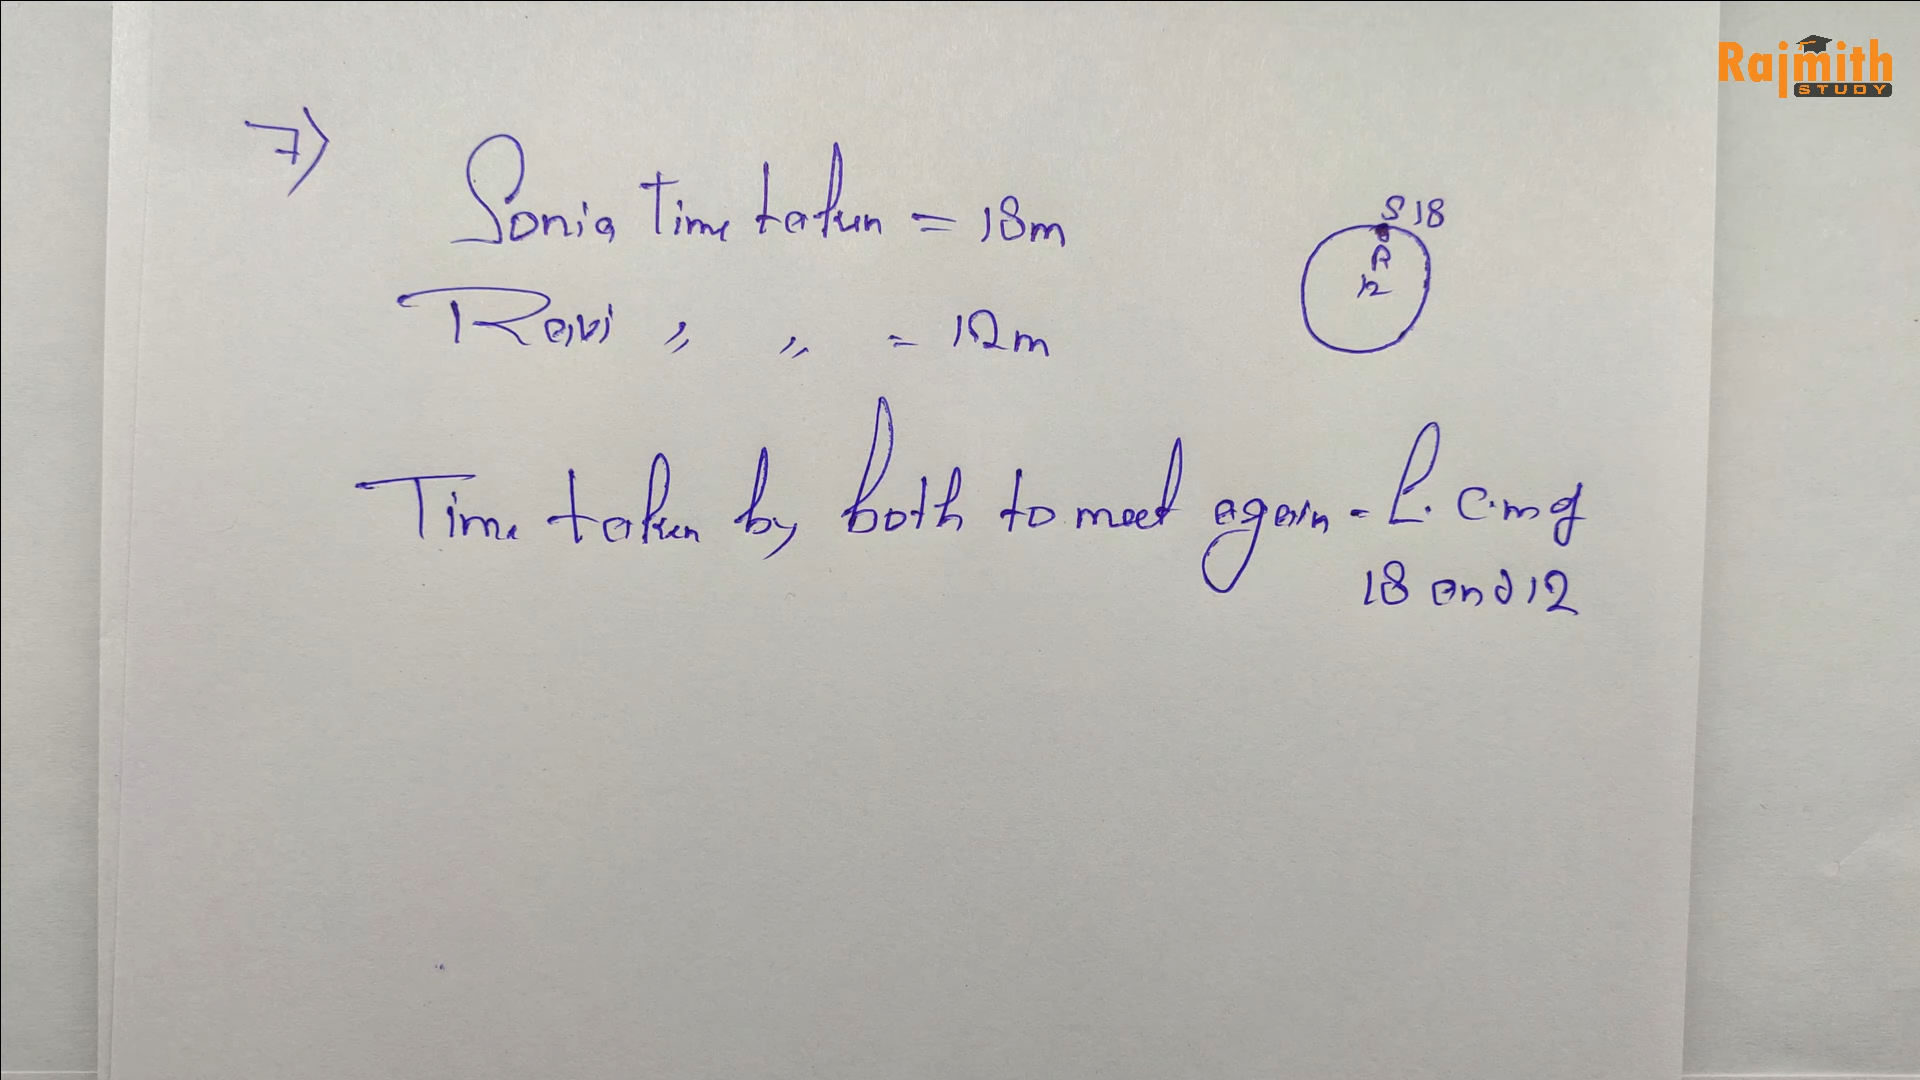 Rajmith
STUDY
7)
Sonia Time taken = 18m
Ravi " " = 12m
S 18
R
12
Time taken by both to meet again = L.C.M of
18 and 12